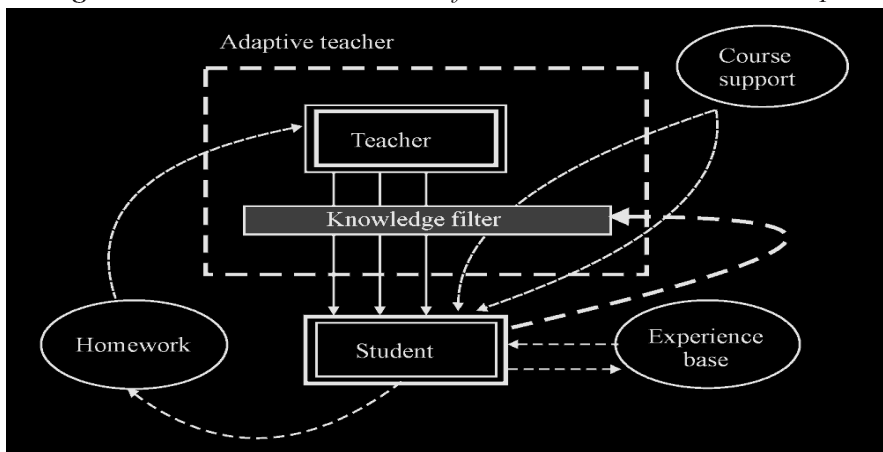 Adaptive teacher
Course
support
Teacher
Knowledge filter
Homework
Student
Experience
base